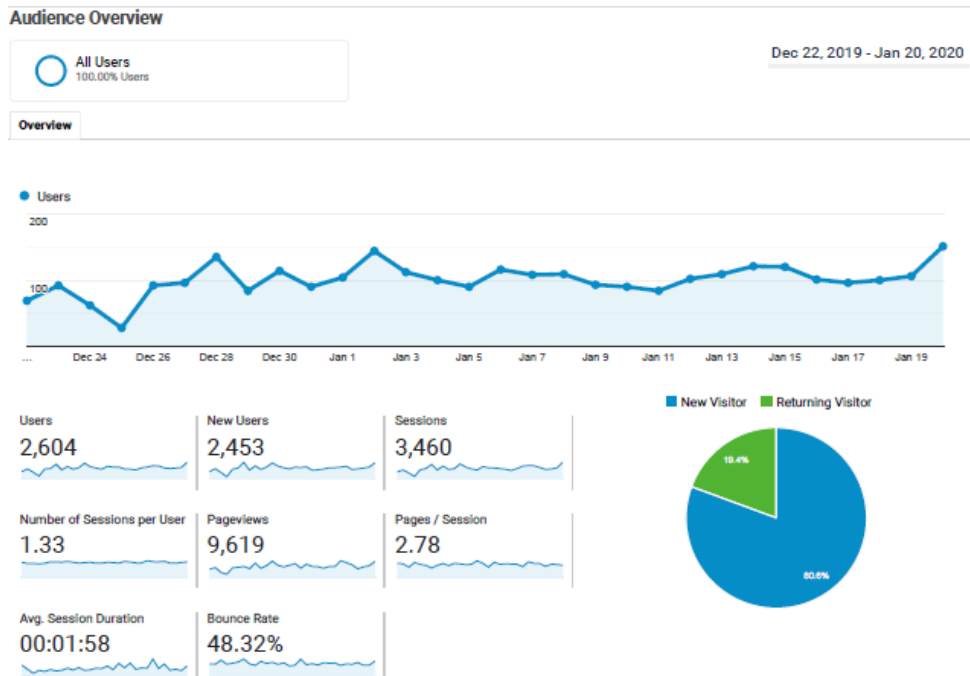 Audience Overview
All Users
100.00% Users
Dec 22, 2019 - Jan 20, 2020
Overview
Users
200
100
... Dec 24 Dec 26 Dec 28 Dec 30 Jan 1 Jan 3 Jan 5 Jan 7 Jan 9 Jan 11 Jan 13 Jan 15 Jan 17 Jan 19
Users
2,604
New Users
2,453
Sessions
3,460
Number of Sessions per User
1.33
Pageviews
9,619
Pages / Session
2.78
Avg. Session Duration
00:01:58
Bounce Rate
48.32%
New Visitor Returning Visitor
19.4%
80.6%